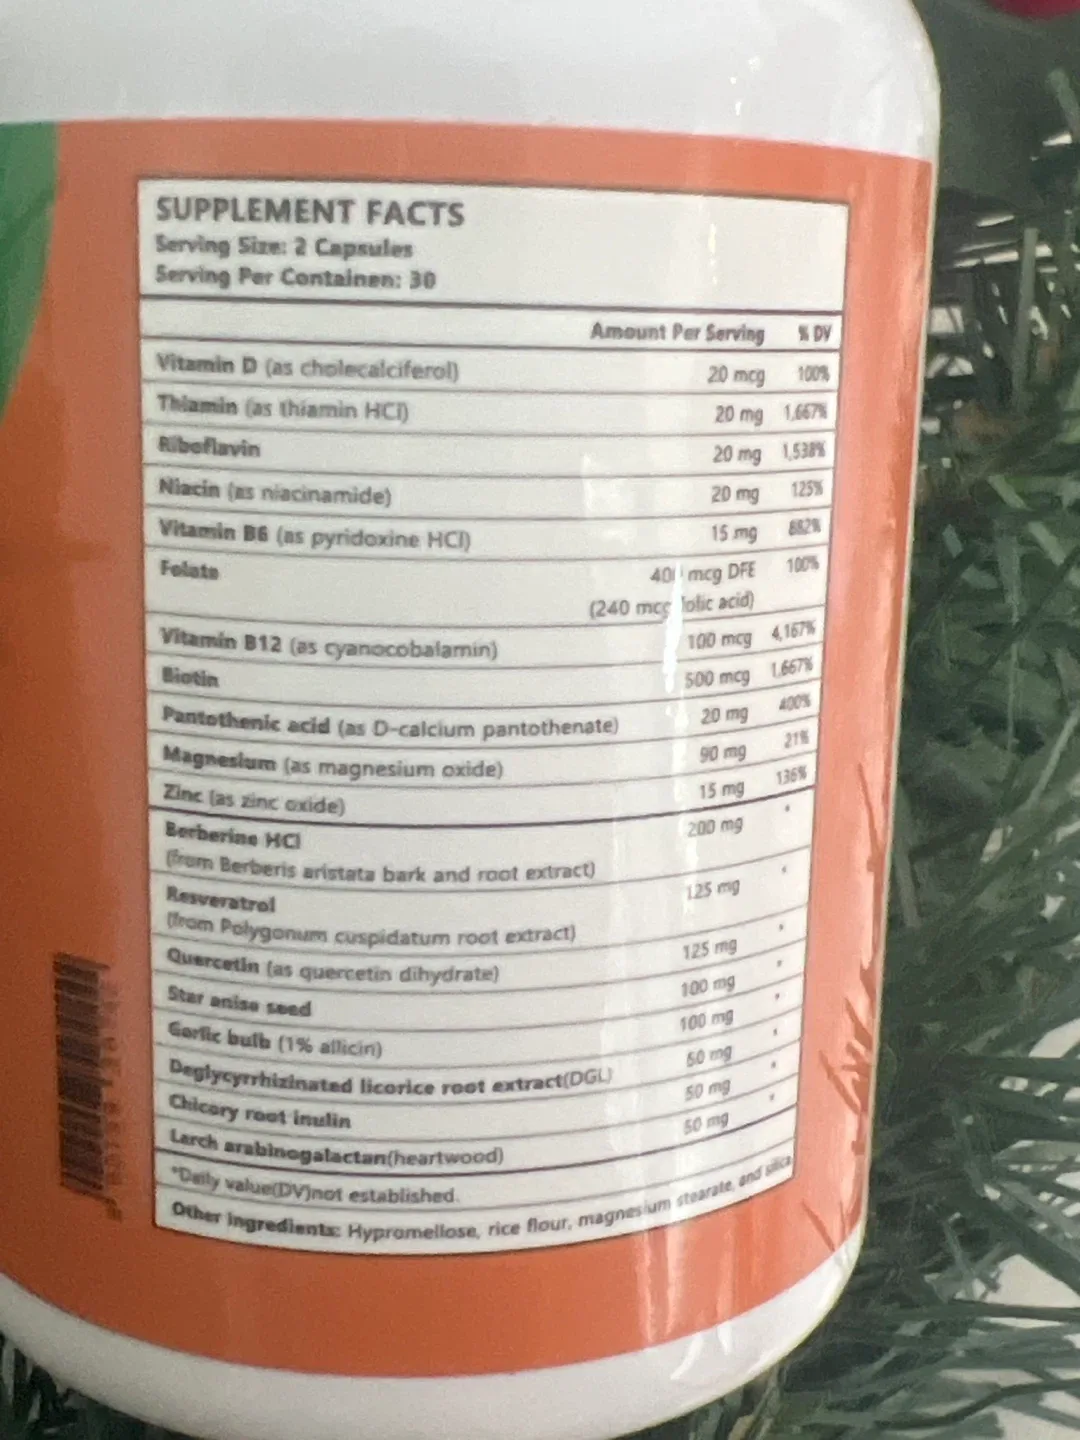 SUPPLEMENT FACTS
Serving Size: 2 Capsules
Serving Per Containen: 30
Amount Per Serving % DV
Vitamin D (as cholecalciferol) 20 mcg 100%
Thiamin (as thiamin HCl) 20 mg 1,667%
Riboflavin 20 mg 1,538%
Niacin (as niacinamide) 20 mg 125%
Vitamin B6 (as pyridoxine HCl) 15 mg 882%
Folate mcg DFE 100%
(240 mcg folic acid)
Vitamin B12 (as cyanocobalamin) 100 mcg 4,167%
Biotin 500 mcg 1,667%
Pantothenic acid (as D-calcium pantothenate) 20 mg 400%
Magnesium (as magnesium oxide) 90 mg 21%
Zinc (as zinc oxide) 15 mg 136%
Berberine HCl 200 mg *
(from Berberis aristata bark and root extract)
Resveratrol 125 mg *
(from Polygonum cuspidatum root extract)
Quercetin (as quercetin dihydrate) 125 mg *
Star anise seed 100 mg *
Garlic bulb (1% allicin) 100 mg *
Deglycyrrhizinated licorice root extract(DGL) 50 mg *
Chicory root inulin 50 mg *
Larch arabinogalactan(heartwood) 50 mg *
*Daily value(DV)not established.
Other ingredients: Hypromellose, rice flour, magnesium stearate, and silica